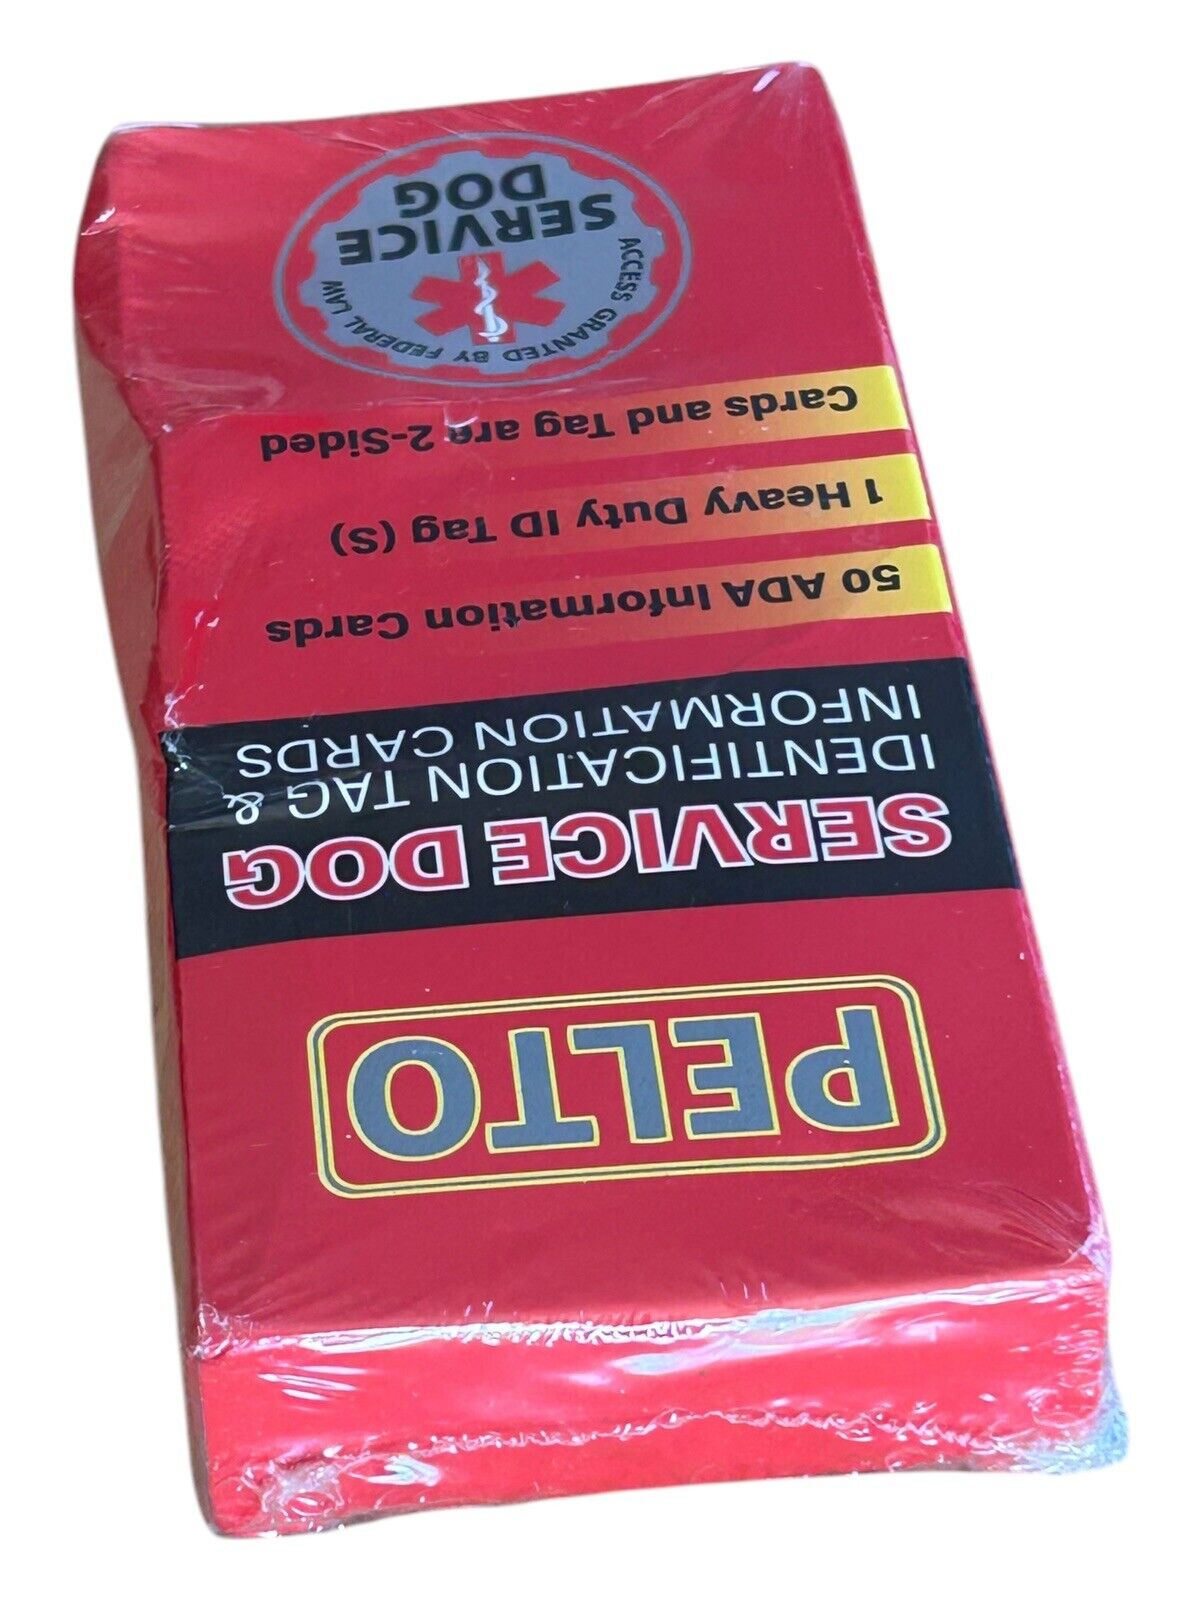 PELTO
SERVICE DOG
IDENTIFICATION TAG &
INFORMATION CARDS
50 ADA Information Cards
1 Heavy Duty ID Tag (S)
Cards and Tag are 2-Sided
ACCESS GRANTED BY FEDERAL LAW
SERVICE
DOG